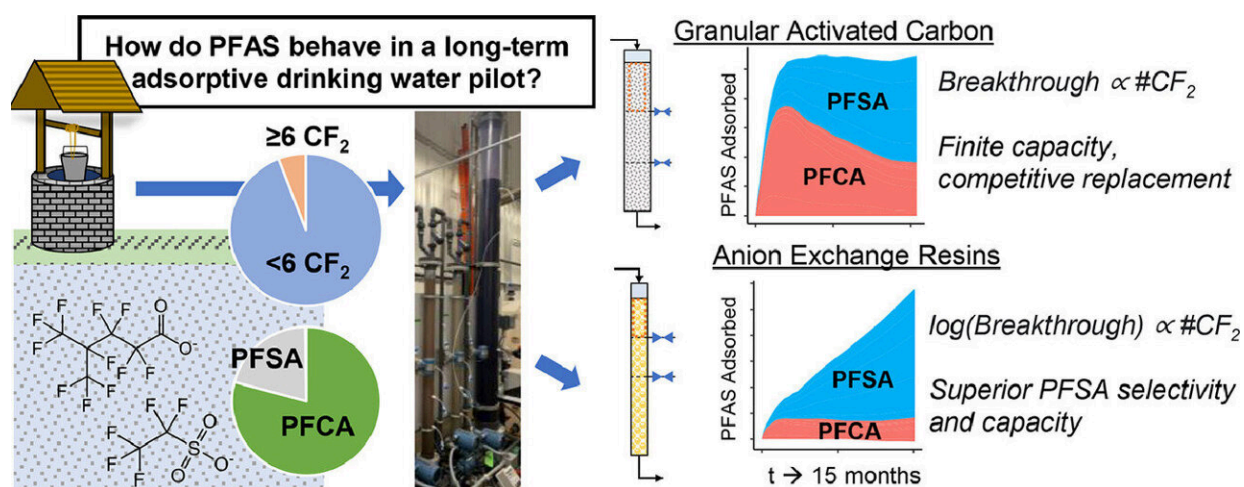 How do PFAS behave in a long-term
adsorptive drinking water pilot?
≥6 CF₂
<6 CF₂
PFSA
PFCA
F
F
F
F
F
F
F
F
F
F
F
O
O⁻
F
F
F
F
F
O
S
O
O⁻
Granular Activated Carbon
PFAS Adsorbed
PFSA
PFCA
Breakthrough ∝ #CF₂
Finite capacity,
competitive replacement
Anion Exchange Resins
PFAS Adsorbed
PFSA
PFCA
t → 15 months
log(Breakthrough) ∝ #CF₂
Superior PFSA selectivity
and capacity